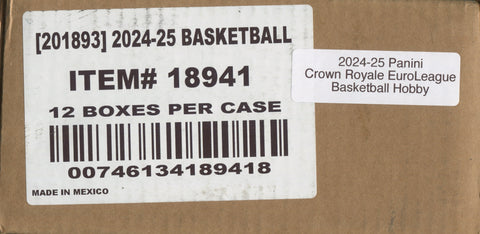 [201893] 2024-25 BASKETBALL
ITEM# 18941
12 BOXES PER CASE
00746134189418
MADE IN MEXICO
2024-25 Panini
Crown Royale EuroLeague
Basketball Hobby